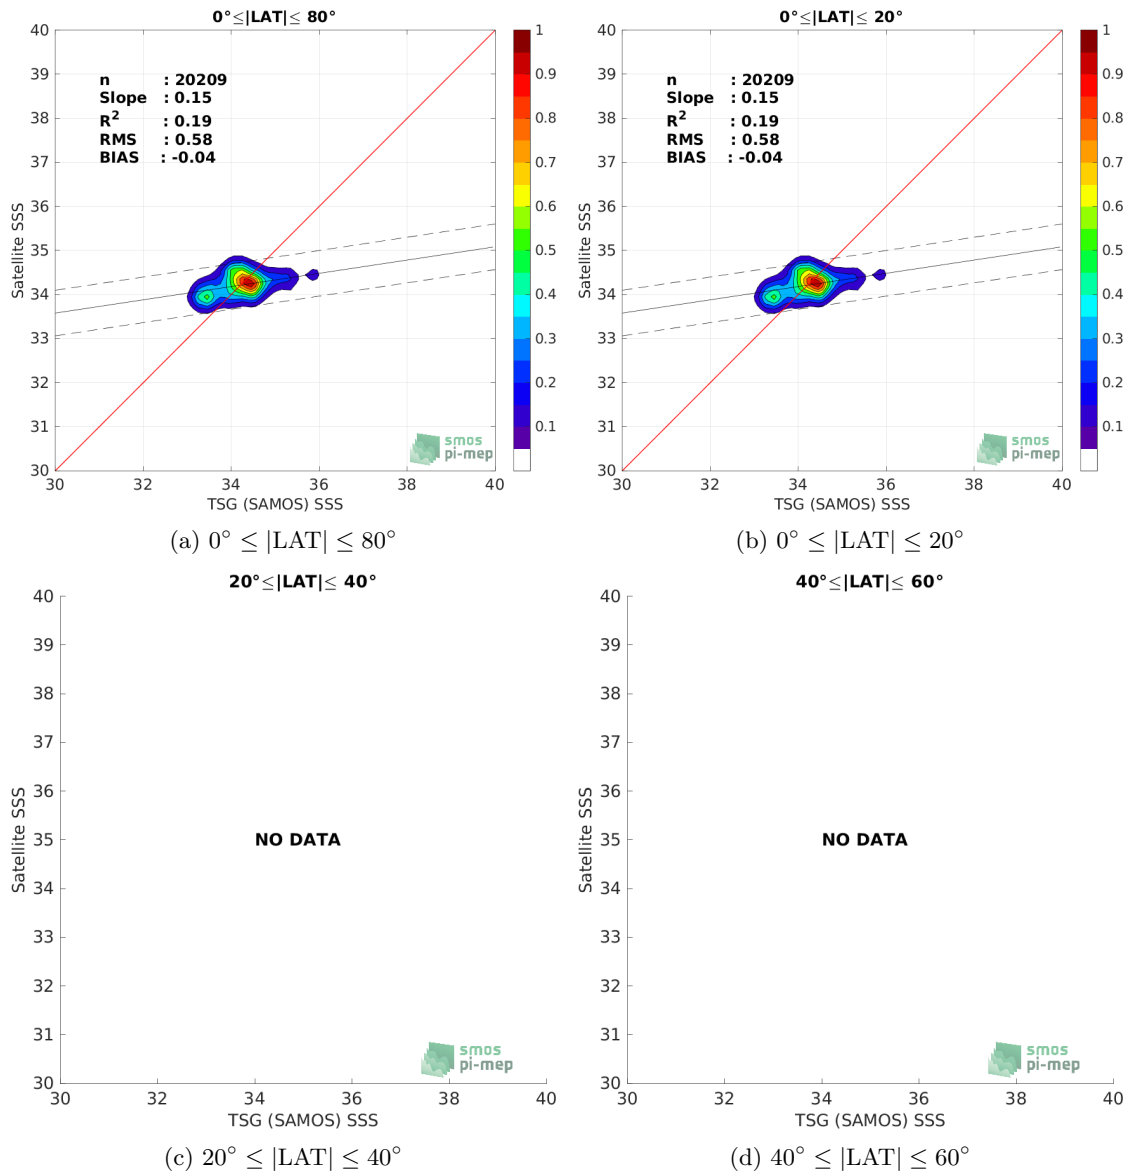 0°≤|LAT|≤ 80°
40
39
38
37
36
35
34
33
32
31
30
Satellite SSS
n : 20209
Slope : 0.15
R² : 0.19
RMS : 0.58
BIAS : -0.04
smos
pi-mep
30 32 34 36 38 40
TSG (SAMOS) SSS
1
0.9
0.8
0.7
0.6
0.5
0.4
0.3
0.2
0.1
(a) 0° ≤ |LAT| ≤ 80°
0°≤|LAT|≤ 20°
40
39
38
37
36
35
34
33
32
31
30
Satellite SSS
n : 20209
Slope : 0.15
R² : 0.19
RMS : 0.58
BIAS : -0.04
smos
pi-mep
30 32 34 36 38 40
TSG (SAMOS) SSS
1
0.9
0.8
0.7
0.6
0.5
0.4
0.3
0.2
0.1
(b) 0° ≤ |LAT| ≤ 20°
20°≤|LAT|≤ 40°
40
39
38
37
36
35
34
33
32
31
30
Satellite SSS
NO DATA
smos
pi-mep
30 32 34 36 38 40
TSG (SAMOS) SSS
(c) 20° ≤ |LAT| ≤ 40°
40°≤|LAT|≤ 60°
40
39
38
37
36
35
34
33
32
31
30
Satellite SSS
NO DATA
smos
pi-mep
30 32 34 36 38 40
TSG (SAMOS) SSS
(d) 40° ≤ |LAT| ≤ 60°